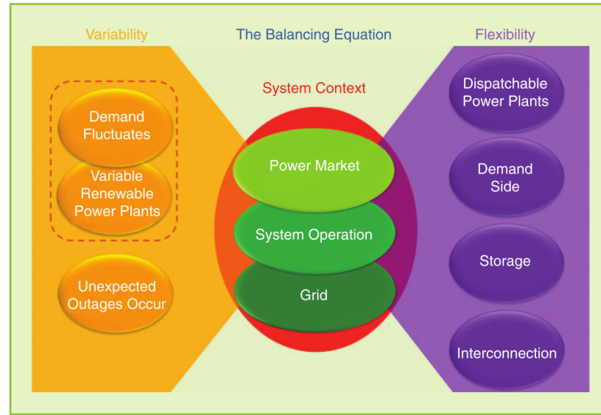 Variability
The Balancing Equation
Flexibility
System Context
Demand
Fluctuates
Variable
Renewable
Power Plants
Unexpected
Outages Occur
Power Market
System Operation
Grid
Dispatchable
Power Plants
Demand
Side
Storage
Interconnection